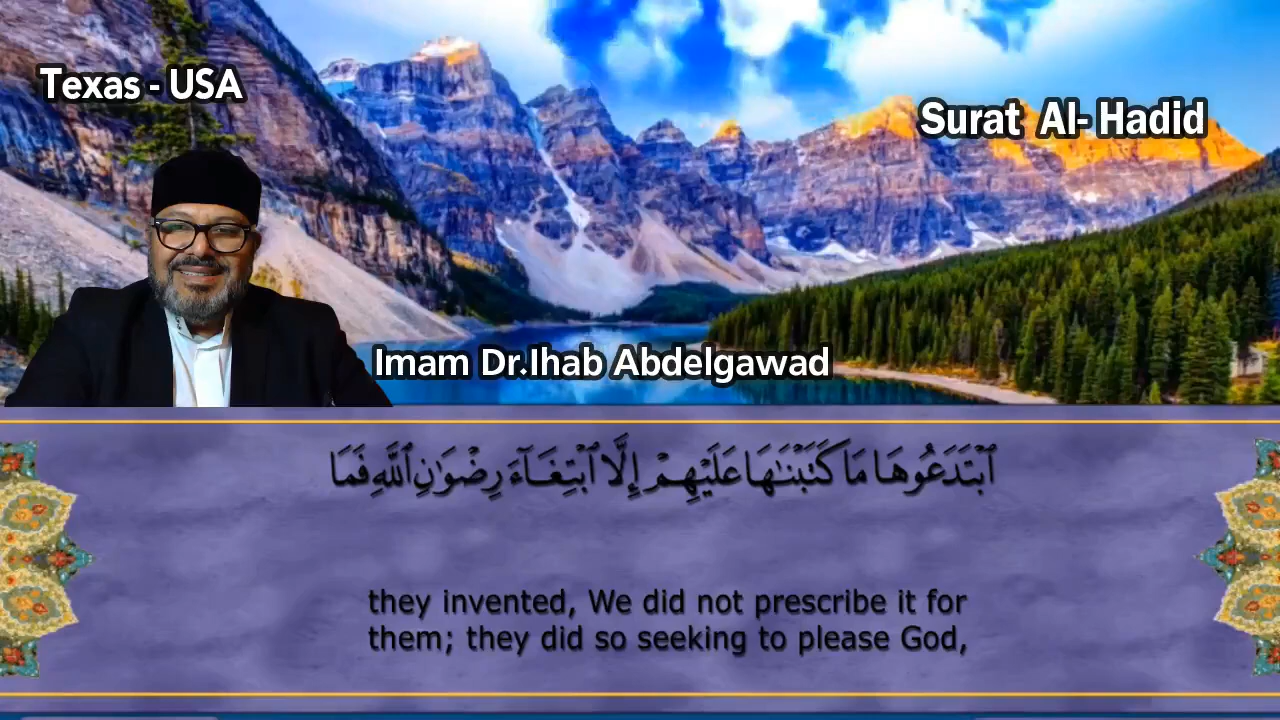 Texas - USA
Surat Al- Hadid
Imam Dr.Ihab Abdelgawad
ٱبْتَدَعُوهَا مَا كَتَبْنَٰهَا عَلَيْهِمْ إِلَّا ٱبْتِغَآءَ رِضْوَٰنِ ٱللَّهِ فَمَا
they invented, We did not prescribe it for
them; they did so seeking to please God,